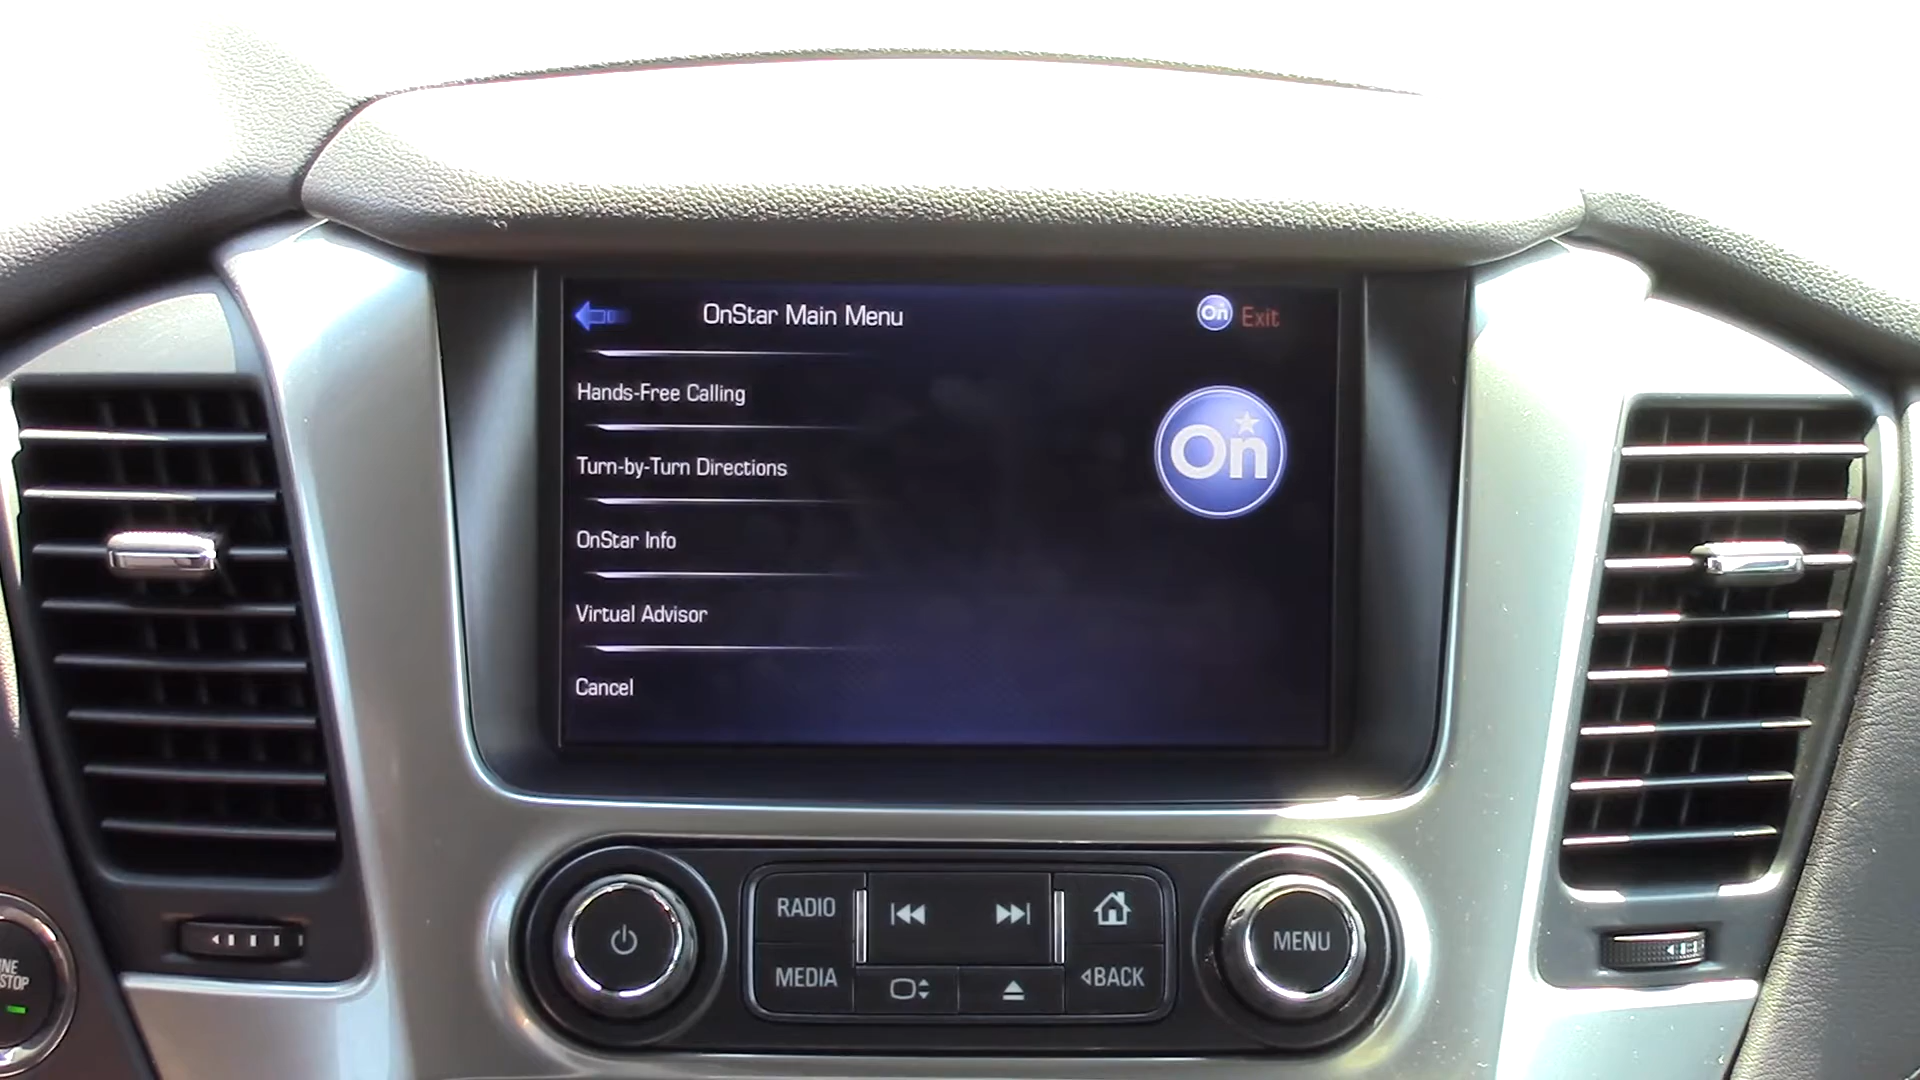 OnStar Main Menu
On Exit
Hands-Free Calling
On
Turn-by-Turn Directions
OnStar Info
Virtual Advisor
Cancel
RADIO
MEDIA
BACK
MENU
STOP